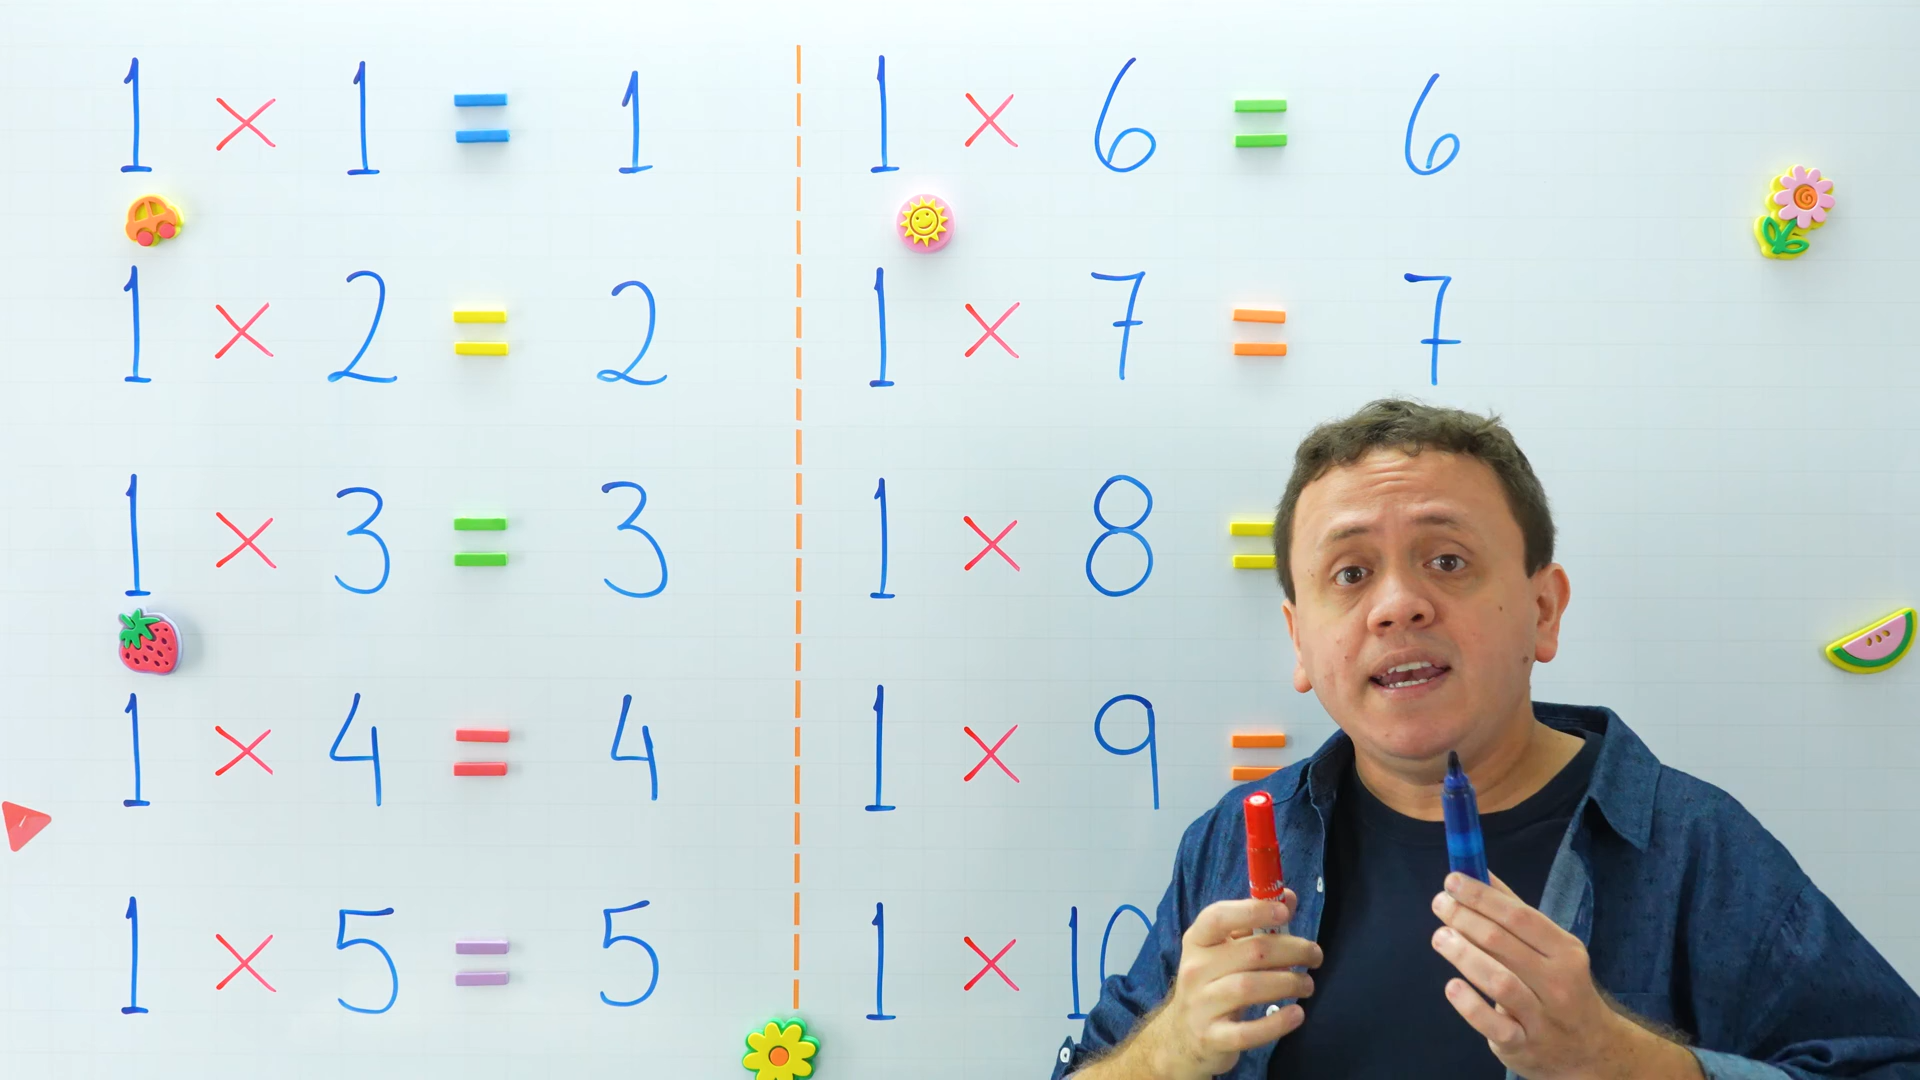 1 × 1 = 1
1 × 2 = 2
1 × 3 = 3
1 × 4 = 4
1 × 5 = 5
1 × 6 = 6
1 × 7 = 7
1 × 8 =
1 × 9 =
1 × 10